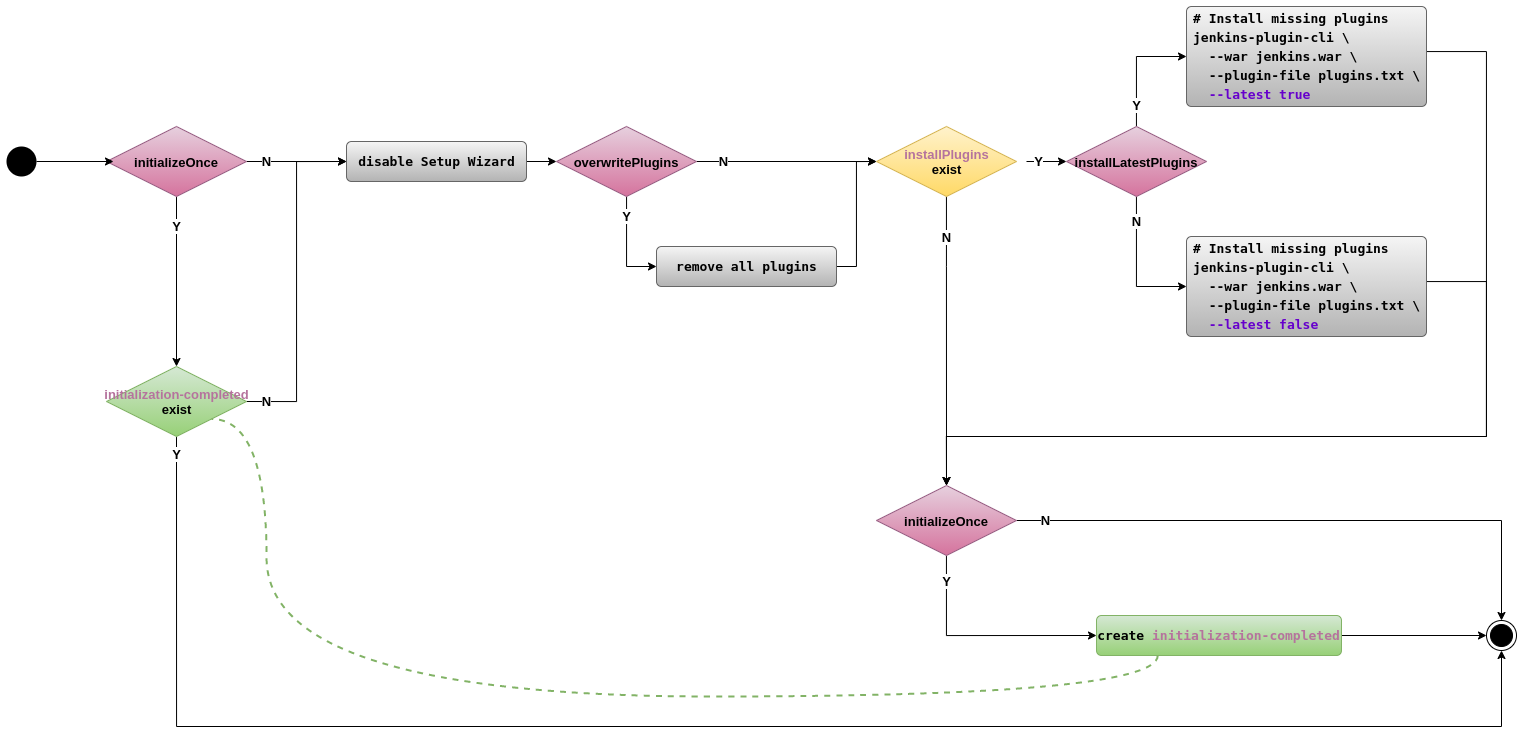 # Install missing plugins
jenkins-plugin-cli \
--war jenkins.war \
--plugin-file plugins.txt \
--latest true
Y
initializeOnce
N
disable Setup Wizard
overwritePlugins
N
installPlugins
exist
Y
installLatestPlugins
Y
Y
N
N
remove all plugins
# Install missing plugins
jenkins-plugin-cli \
--war jenkins.war \
--plugin-file plugins.txt \
--latest false
initialization-completed
exist
N
Y
initializeOnce
N
Y
create initialization-completed